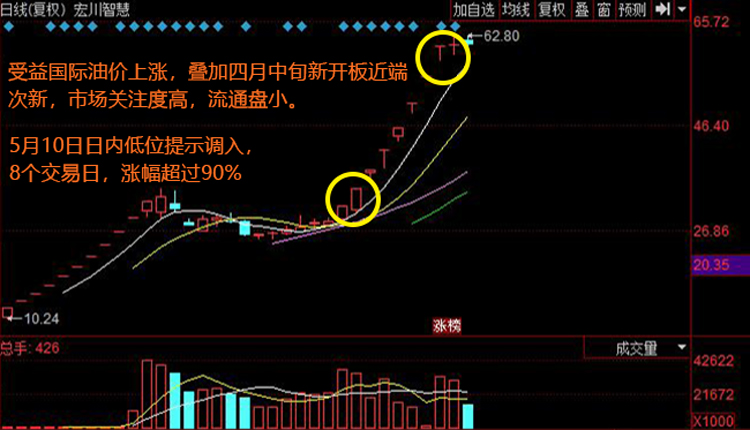 日线(复权) 宏川智慧
加自选 均线 复权 叠 窗 预测
65.72
62.80
受益国际油价上涨，叠加四月中旬新开板近端
次新，市场关注度高，流通盘小。
46.40
5月10日日内低位提示调入，
8个交易日，涨幅超过90%
26.86
20.35
10.24
涨榜
总手: 426
成交量
42622
21672
X1000